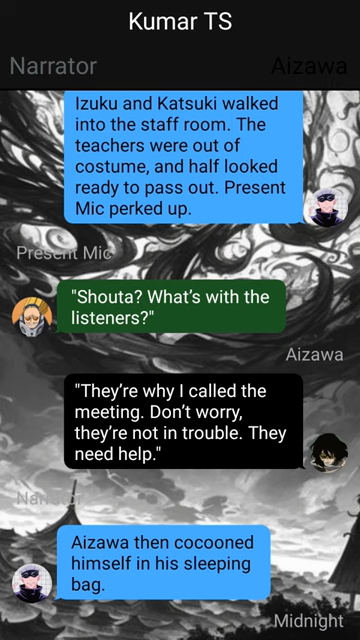 Kumar TS
Narrator
Aizawa
Izuku and Katsuki walked
into the staff room. The
teachers were out of
costume, and half looked
ready to pass out. Present
Mic perked up.
Present Mic
"Shouta? What’s with the
listeners?"
Aizawa
"They’re why I called the
meeting. Don’t worry,
they’re not in trouble. They
need help."
Narrator
Aizawa then cocooned
himself in his sleeping
bag.
Midnight